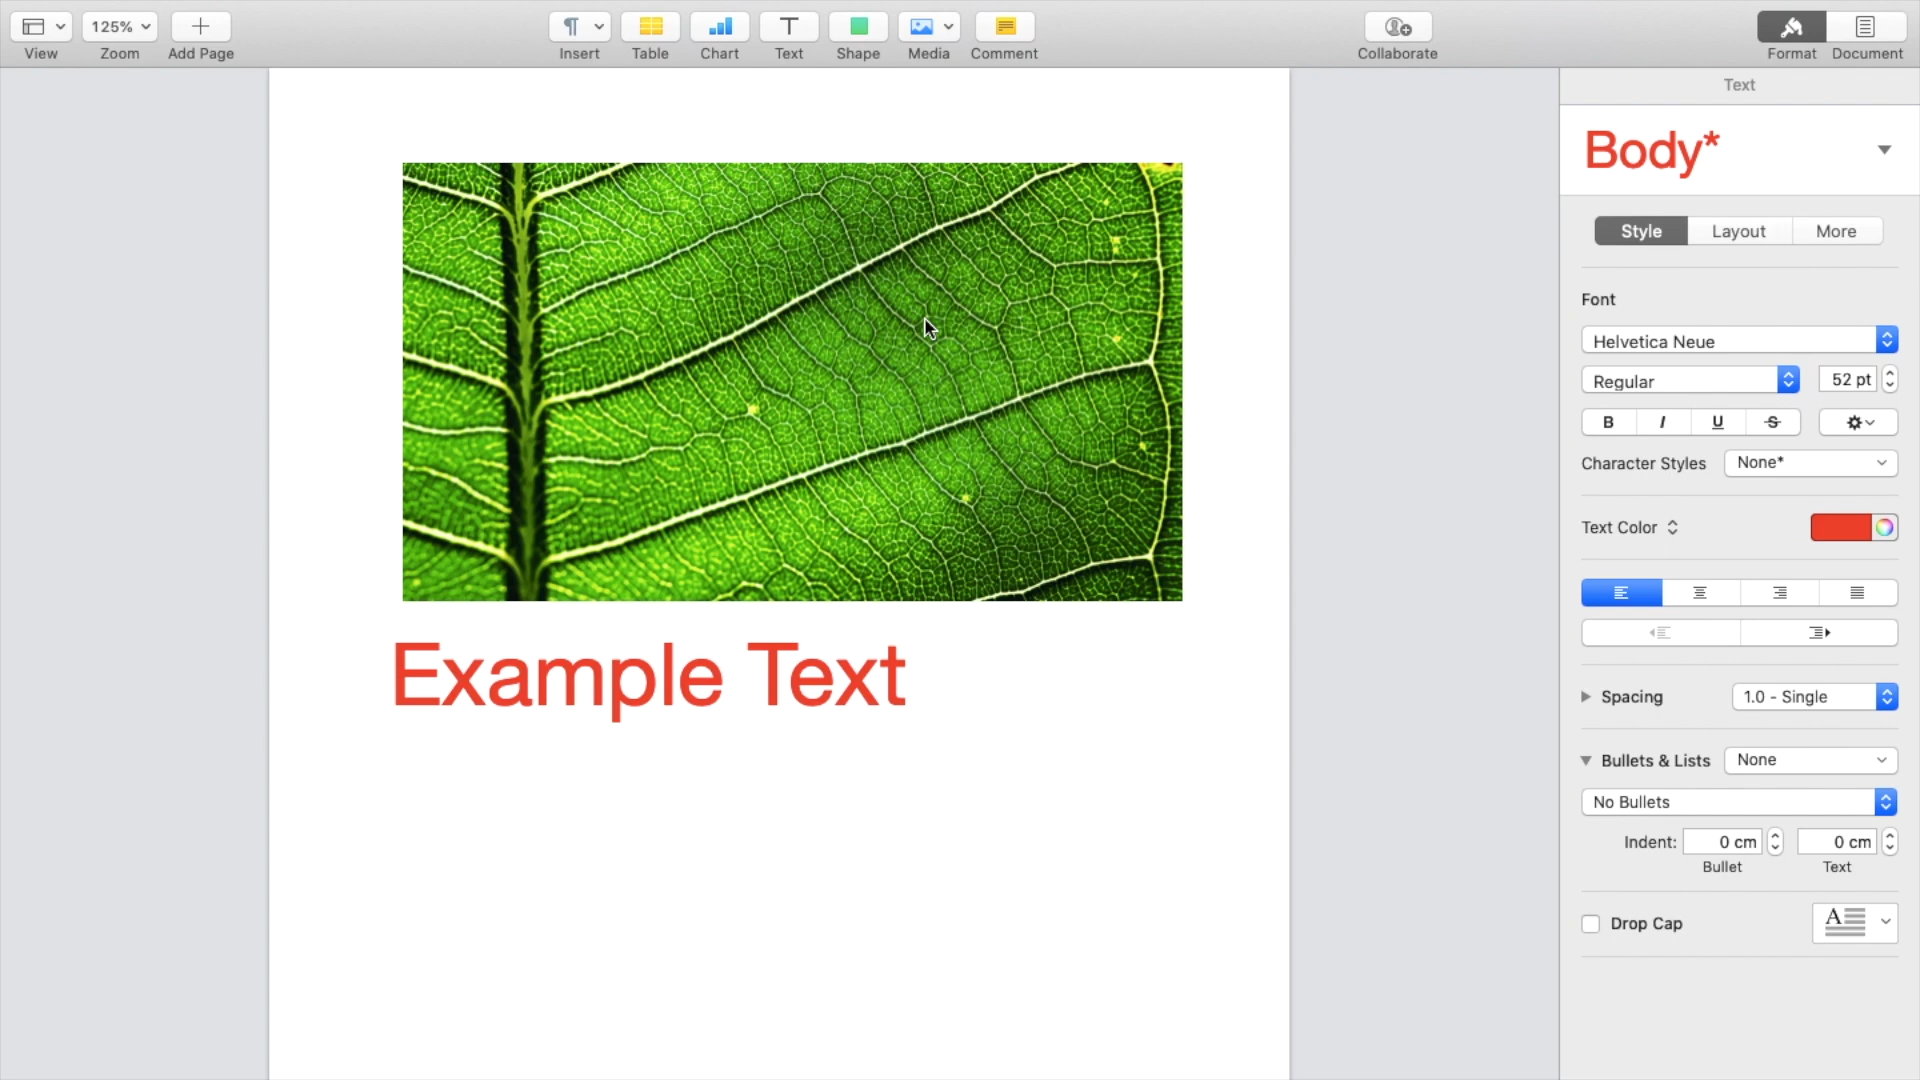 125%
View
Zoom
Add Page
Insert
Table
Chart
Text
Shape
Media
Comment
Collaborate
Format
Document
Text
Body*
Style Layout More
Font
Helvetica Neue
Regular 52 pt
B I U S
Character Styles None*
Text Color
Spacing 1.0 - Single
Bullets & Lists None
No Bullets
Indent: 0 cm 0 cm
Bullet Text
Drop Cap A
Example Text